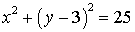 x² + (y − 3)² = 25